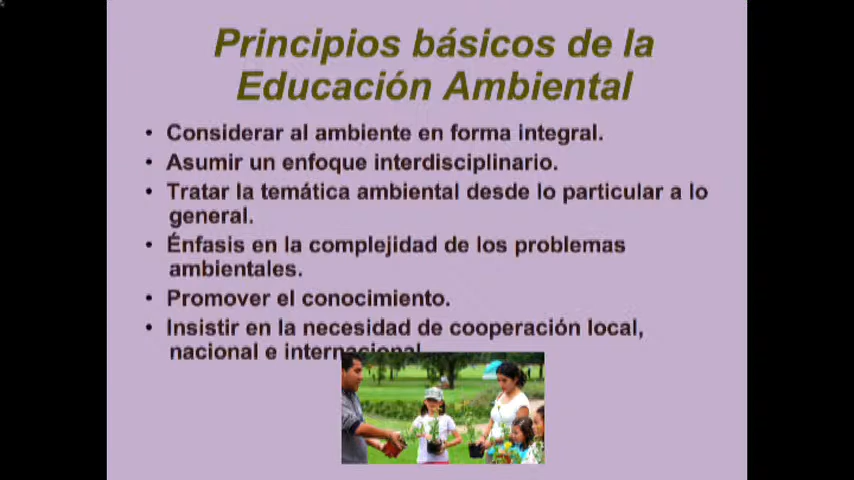 Principios básicos de la
Educación Ambiental
• Considerar al ambiente en forma integral.
• Asumir un enfoque interdisciplinario.
• Tratar la temática ambiental desde lo particular a lo
general.
• Énfasis en la complejidad de los problemas
ambientales.
• Promover el conocimiento.
• Insistir en la necesidad de cooperación local,
nacional e internacional